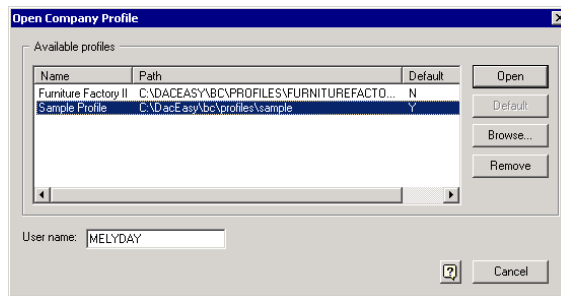 Open Company Profile
Available profiles
Name Path Default
Furniture Factory II C:\DACEASY\BC\PROFILES\FURNITUREFACTO... N
Sample Profile C:\DacEasy\bc\profiles\sample Y
Open
Default
Browse...
Remove
User name: MELYDAY
Cancel